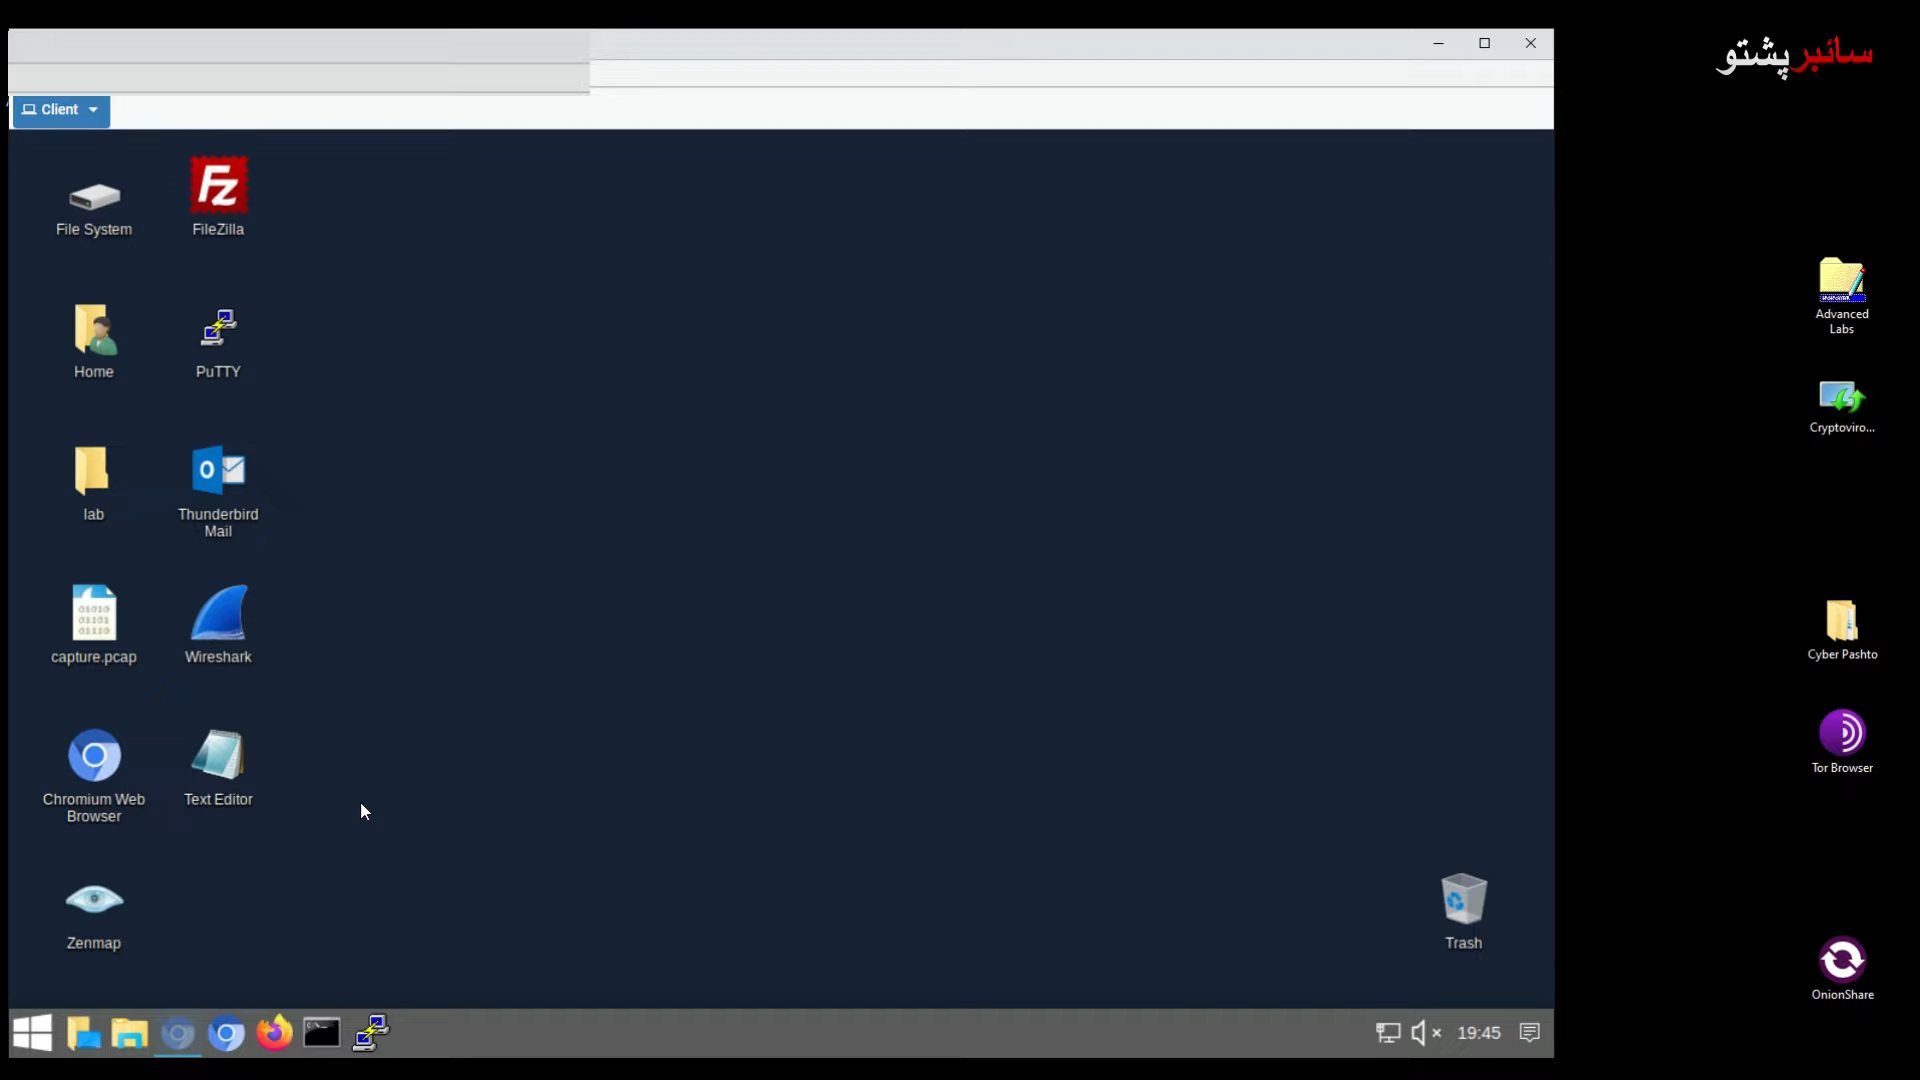 سائبر پشتو
Client
File System
FileZilla
Home
PuTTY
lab
Thunderbird
Mail
capture.pcap
Wireshark
Chromium Web
Browser
Text Editor
Zenmap
Trash
19:45
Advanced
Labs
Cryptoviro...
Cyber Pashto
Tor Browser
OnionShare